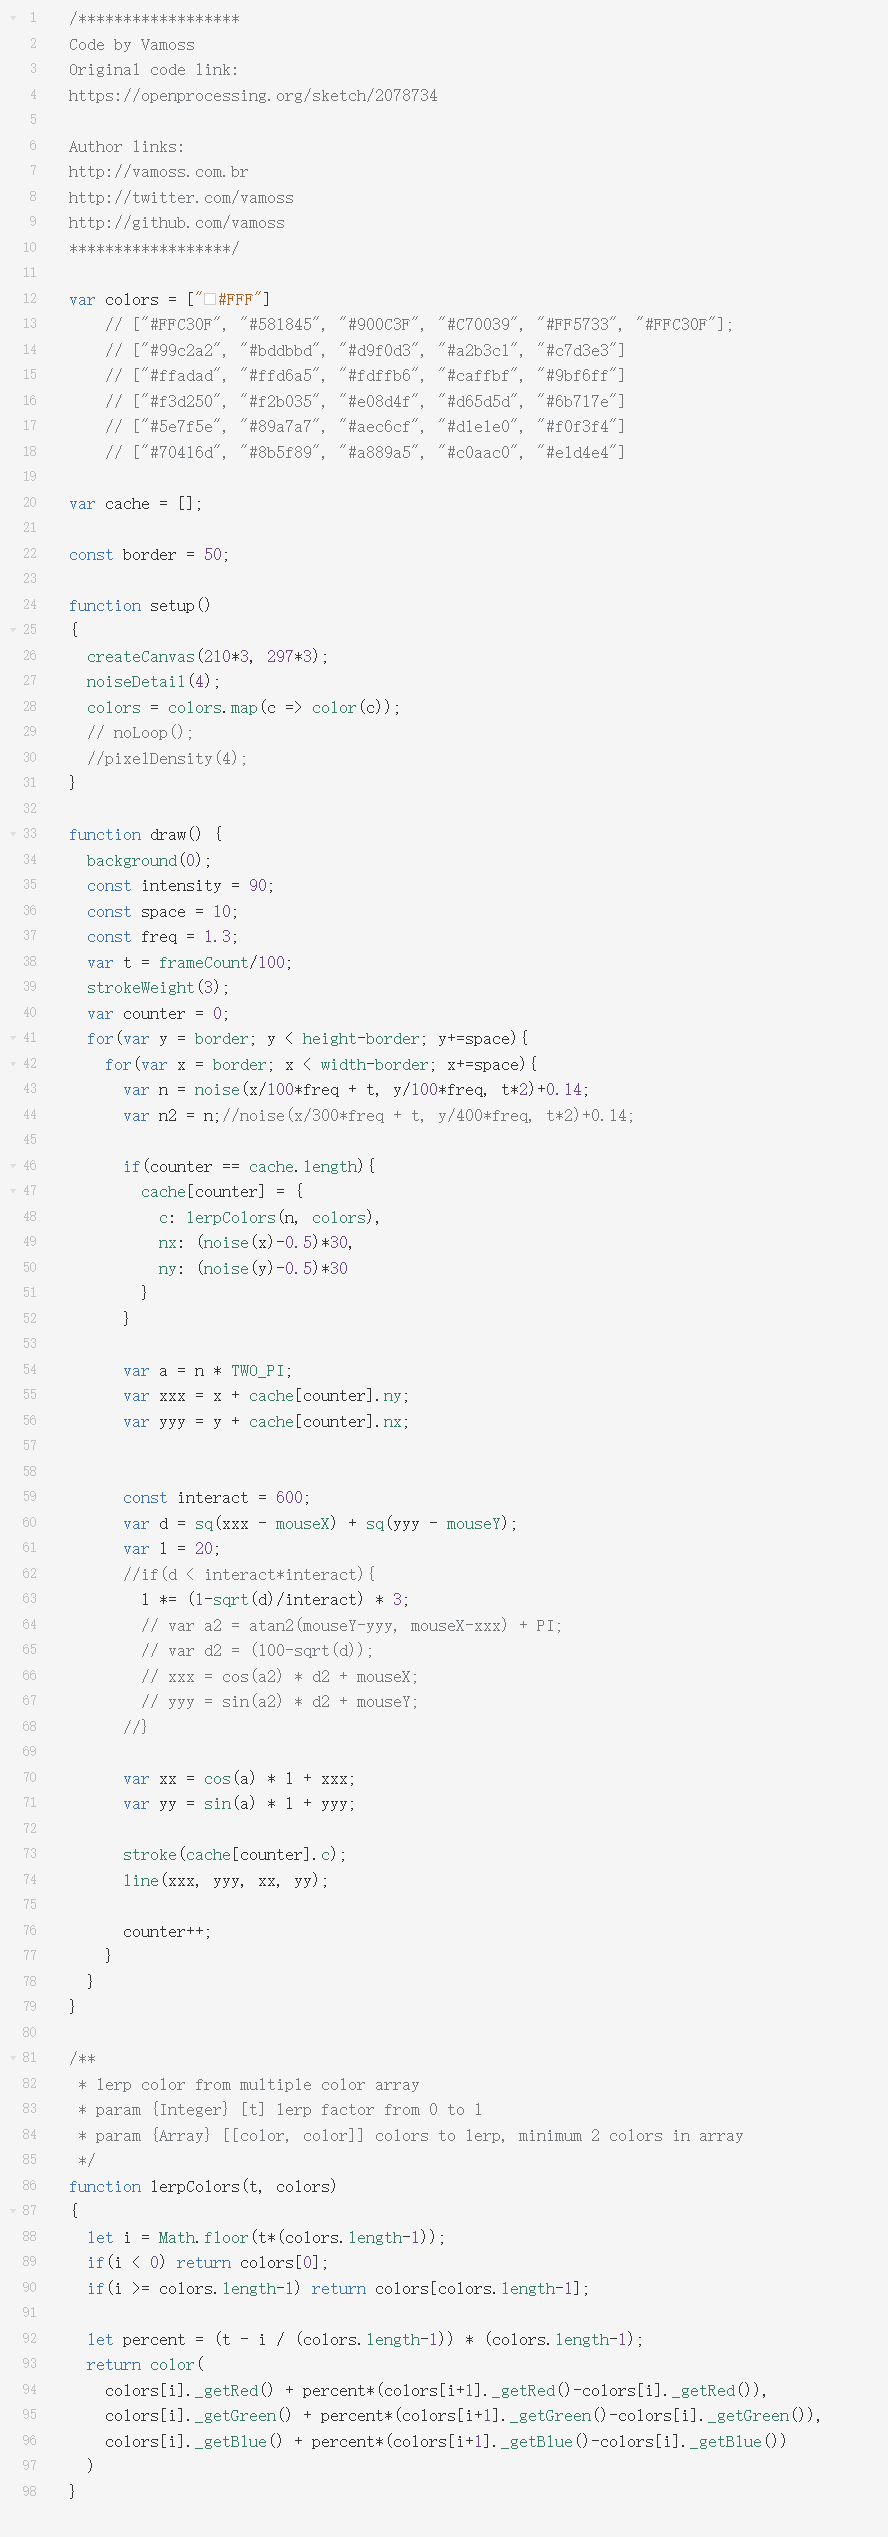 1 /******************
2 Code by Vamoss
3 Original code link:
4 https://openprocessing.org/sketch/2078734
5
6 Author links:
7 http://vamoss.com.br
8 http://twitter.com/vamoss
9 http://github.com/vamoss
10 ******************/
11
12 var colors = ["#FFF"]
13     // ["#FFC30F", "#581845", "#900C3F", "#C70039", "#FF5733", "#FFC30F"];
14     // ["#99c2a2", "#bddbbd", "#d9f0d3", "#a2b3c1", "#c7d3e3"]
15     // ["#ffadad", "#ffd6a5", "#fdffb6", "#caffbf", "#9bf6ff"]
16     // ["#f3d250", "#f2b035", "#e08d4f", "#d65d5d", "#6b717e"]
17     // ["#5e7f5e", "#89a7a7", "#aec6cf", "#d1e1e0", "#f0f3f4"]
18     // ["#70416d", "#8b5f89", "#a889a5", "#c0aac0", "#e1d4e4"]
19
20 var cache = [];
21
22 const border = 50;
23
24 function setup()
25 {
26   createCanvas(210*3, 297*3);
27   noiseDetail(4);
28   colors = colors.map(c => color(c));
29   // noLoop();
30   //pixelDensity(4);
31 }
32
33 function draw() {
34   background(0);
35   const intensity = 90;
36   const space = 10;
37   const freq = 1.3;
38   var t = frameCount/100;
39   strokeWeight(3);
40   var counter = 0;
41   for(var y = border; y < height-border; y+=space){
42     for(var x = border; x < width-border; x+=space){
43       var n = noise(x/100*freq + t, y/100*freq, t*2)+0.14;
44       var n2 = n;//noise(x/300*freq + t, y/400*freq, t*2)+0.14;
45
46       if(counter == cache.length){
47         cache[counter] = {
48           c: lerpColors(n, colors),
49           nx: (noise(x)-0.5)*30,
50           ny: (noise(y)-0.5)*30
51         }
52       }
53
54       var a = n * TWO_PI;
55       var xxx = x + cache[counter].ny;
56       var yyy = y + cache[counter].nx;
57
58
59       const interact = 600;
60       var d = sq(xxx - mouseX) + sq(yyy - mouseY);
61       var l = 20;
62       //if(d < interact*interact){
63         l *= (1-sqrt(d)/interact) * 3;
64         // var a2 = atan2(mouseY-yyy, mouseX-xxx) + PI;
65         // var d2 = (100-sqrt(d));
66         // xxx = cos(a2) * d2 + mouseX;
67         // yyy = sin(a2) * d2 + mouseY;
68       //}
69
70       var xx = cos(a) * l + xxx;
71       var yy = sin(a) * l + yyy;
72
73       stroke(cache[counter].c);
74       line(xxx, yyy, xx, yy);
75
76       counter++;
77     }
78   }
79 }
80
81 /**
82  * lerp color from multiple color array
83  * param {Integer} [t] lerp factor from 0 to 1
84  * param {Array} [[color, color]] colors to lerp, minimum 2 colors in array
85  */
86 function lerpColors(t, colors)
87 {
88   let i = Math.floor(t*(colors.length-1));
89   if(i < 0) return colors[0];
90   if(i >= colors.length-1) return colors[colors.length-1];
91
92   let percent = (t - i / (colors.length-1)) * (colors.length-1);
93   return color(
94     colors[i]._getRed() + percent*(colors[i+1]._getRed()-colors[i]._getRed()),
95     colors[i]._getGreen() + percent*(colors[i+1]._getGreen()-colors[i]._getGreen()),
96     colors[i]._getBlue() + percent*(colors[i+1]._getBlue()-colors[i]._getBlue())
97   )
98 }